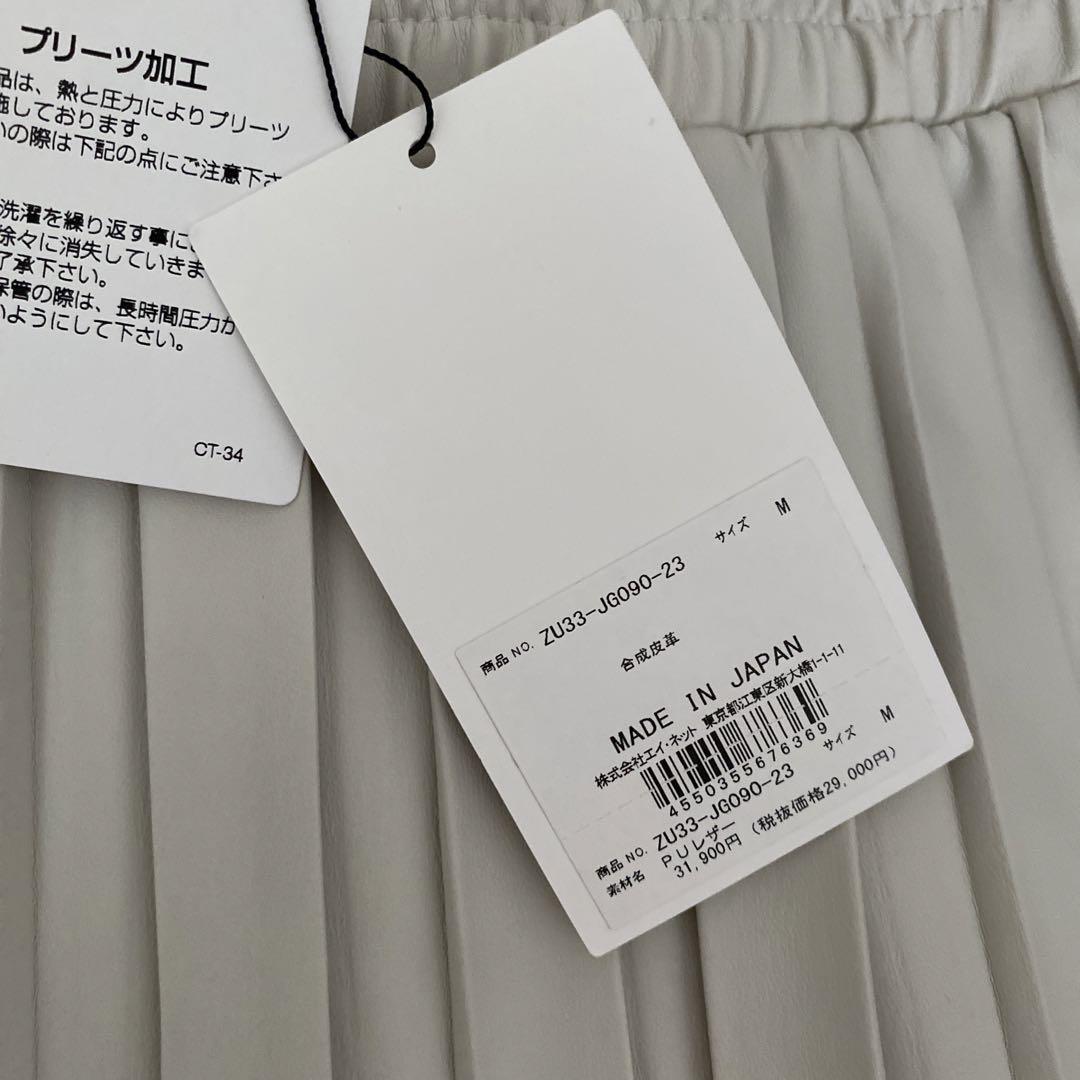 プリーツ加工
品は、熱と圧力によりプリーツ
施しております。
いの際は下記の点にご注意下さ
洗濯を繰り返す事に
徐々に消失していきま
了承下さい。
保管の際は、長時間圧力が
いようにして下さい。
CT-34
商品NO. ZU33-JG090-23 サイズ M
合成皮革
MADE IN JAPAN
株式会社エイ・ネット 東京都江東区新大橋1-1-11
4550355676369
商品NO. ZU33-JG090-23 サイズ M
素材名 PUレザー
31,900円 (税抜価格29,000円)